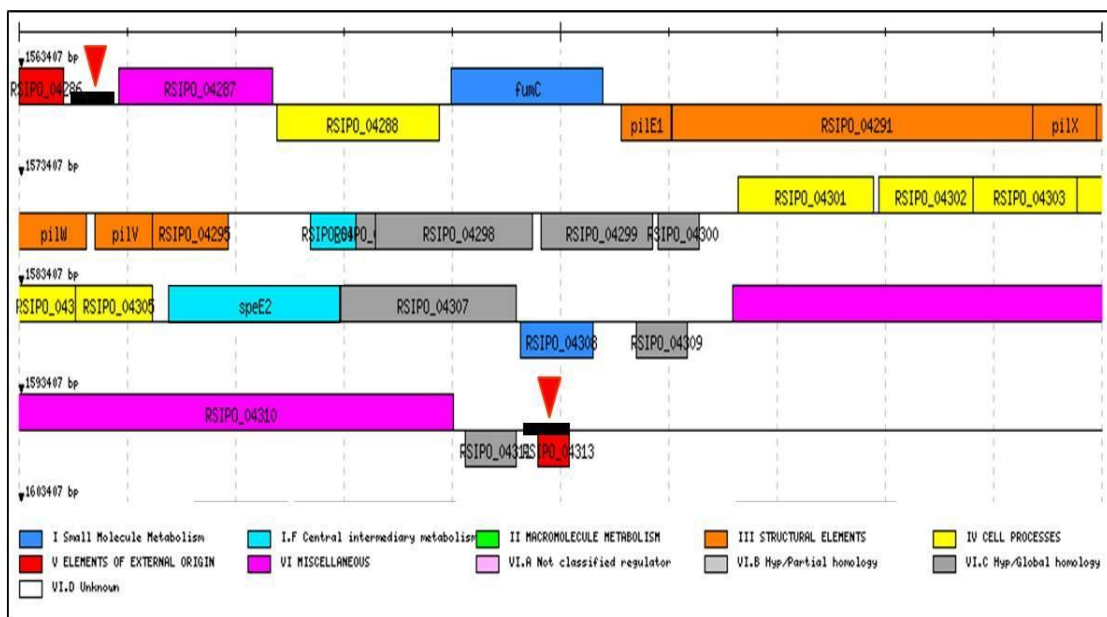 1563407 bp
RSIPO_04286 RSIPO_04287 fumC
RSIPO_04288 pilE1 RSIPO_04291 pilX
1573407 bp
RSIPO_04301 RSIPO_04302 RSIPO_04303
pilW pilV RSIPO_04295 RSIPO_04298 RSIPO_04299 RSIPO_04300
1583407 bp
RSIPO_043 RSIPO_04305 speE2 RSIPO_04307
RSIPO_04308 RSIPO_04309
1593407 bp
RSIPO_04310
RSIPO_04311 RSIPO_04313
1603407 bp
I Small Molecule Metabolism I.F Central intermediary metabolism II MACROMOLECULE METABOLISM III STRUCTURAL ELEMENTS IV CELL PROCESSES
V ELEMENTS OF EXTERNAL ORIGIN VI MISCELLANEOUS VI.A Not classified regulator VI.B Hyp/Partial homology VI.C Hyp/Global homology
VI.D Unknown